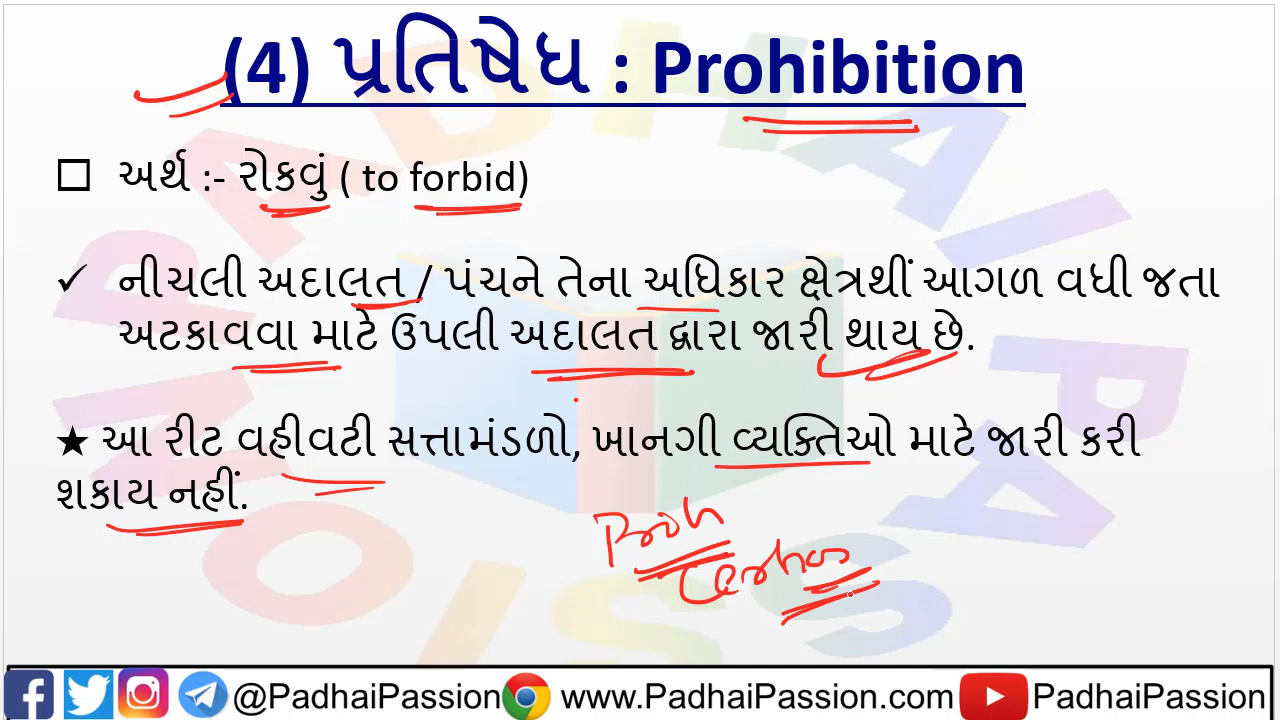 (4) પ્રતિષેધ : Prohibition
અર્થ :- રોકવું ( to forbid)
નીચલી અદાલત / પંચને તેના અધિકાર ક્ષેત્રથીં આગળ વધી જતા
અટકાવવા માટે ઉપલી અદાલત દ્વારા જારી થાય છે.
★ આ રીટ વહીવટી સત્તામંડળો, ખાનગી વ્યક્તિઓ માટે જારી કરી
શકાય નહીં.
Proh
@PadhaiPassion www.PadhaiPassion.com PadhaiPassion